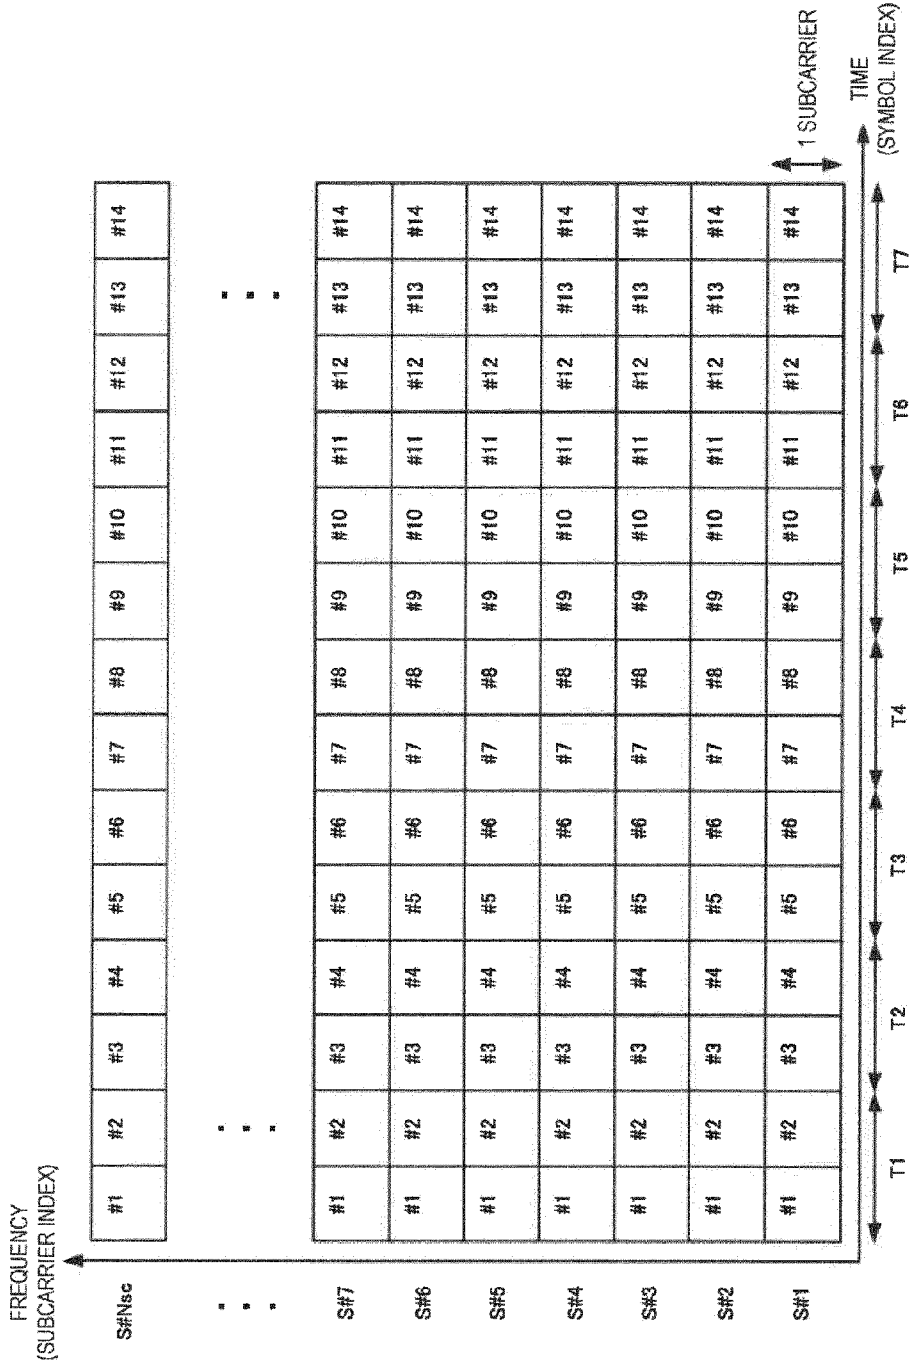 FREQUENCY
(SUBCARRIER INDEX)
S#Nsc #1 #2 #3 #4 #5 #6 #7 #8 #9 #10 #11 #12 #13 #14
S#7 #1 #2 #3 #4 #5 #6 #7 #8 #9 #10 #11 #12 #13 #14
S#6 #1 #2 #3 #4 #5 #6 #7 #8 #9 #10 #11 #12 #13 #14
S#5 #1 #2 #3 #4 #5 #6 #7 #8 #9 #10 #11 #12 #13 #14
S#4 #1 #2 #3 #4 #5 #6 #7 #8 #9 #10 #11 #12 #13 #14
S#3 #1 #2 #3 #4 #5 #6 #7 #8 #9 #10 #11 #12 #13 #14
S#2 #1 #2 #3 #4 #5 #6 #7 #8 #9 #10 #11 #12 #13 #14
S#1 #1 #2 #3 #4 #5 #6 #7 #8 #9 #10 #11 #12 #13 #14
1 SUBCARRIER
TIME
(SYMBOL INDEX)
T1 T2 T3 T4 T5 T6 T7